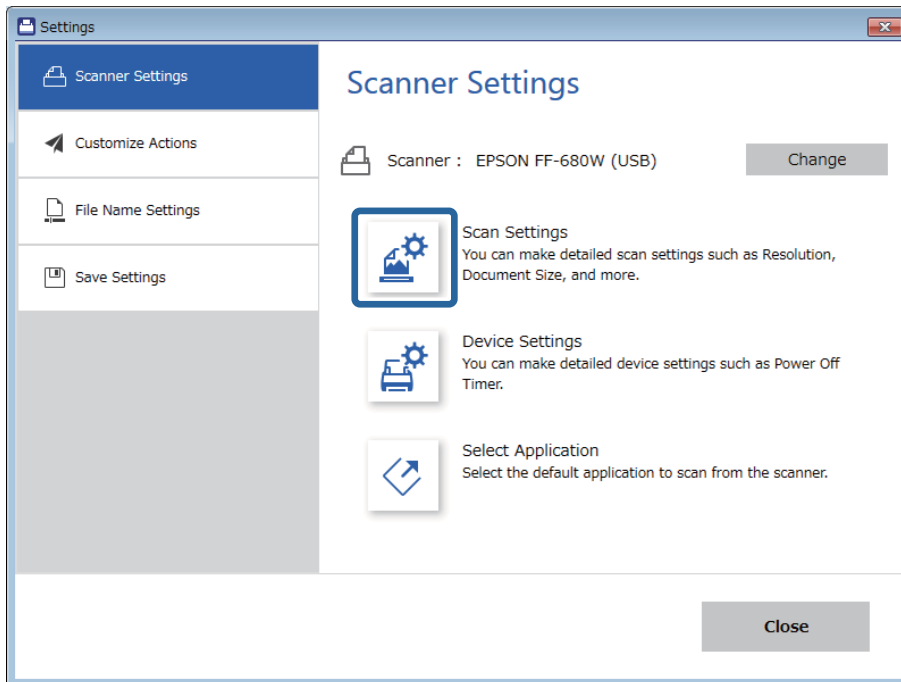 Settings
Scanner Settings
Customize Actions
File Name Settings
Save Settings
Scanner Settings
Scanner : EPSON FF-680W (USB)
Change
Scan Settings
You can make detailed scan settings such as Resolution,
Document Size, and more.
Device Settings
You can make detailed device settings such as Power Off
Timer.
Select Application
Select the default application to scan from the scanner.
Close